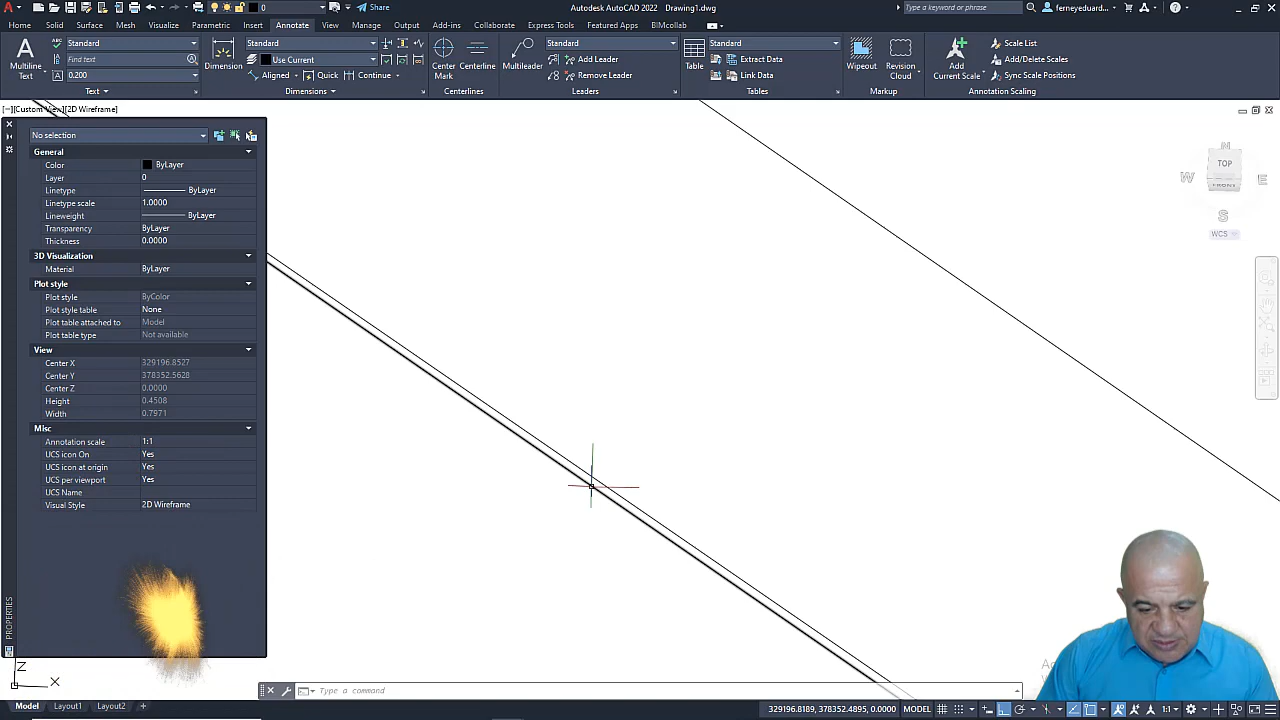 0
Share
Autodesk AutoCAD 2022 Drawing1.dwg
Type a keyword or phrase
ferneyeduard...
Home Solid Surface Mesh Visualize Parametric Insert Annotate View Manage Output Add-ins Collaborate Express Tools Featured Apps BIMcollab
Multiline
Text
Standard
Find text
0.200
Text
Dimension
Standard
Use Current
Aligned Quick Continue
Dimensions
Center
Mark
Centerline
Centerlines
Multileader
Standard
Add Leader
Remove Leader
Leaders
Table
Standard
Extract Data
Link Data
Tables
Wipeout
Revision
Cloud
Markup
Add
Current Scale
Scale List
Add/Delete Scales
Sync Scale Positions
Annotation Scaling
[−][Custom View][2D Wireframe]
No selection
General
Color ByLayer
Layer 0
Linetype ByLayer
Linetype scale 1.0000
Lineweight ByLayer
Transparency ByLayer
Thickness 0.0000
3D Visualization
Material ByLayer
Plot style
Plot style ByColor
Plot style table None
Plot table attached to Model
Plot table type Not available
View
Center X 329196.8527
Center Y 378352.5628
Center Z 0.0000
Height 0.4508
Width 0.7971
Misc
Annotation scale 1:1
UCS icon On Yes
UCS icon at origin Yes
UCS per viewport Yes
UCS Name
Visual Style 2D Wireframe
PROPERTIES
N
W TOP E
FRONT
S
WCS
Z
X
Type a command
Model Layout1 Layout2
329196.8189, 378352.4895, 0.0000 MODEL 1:1